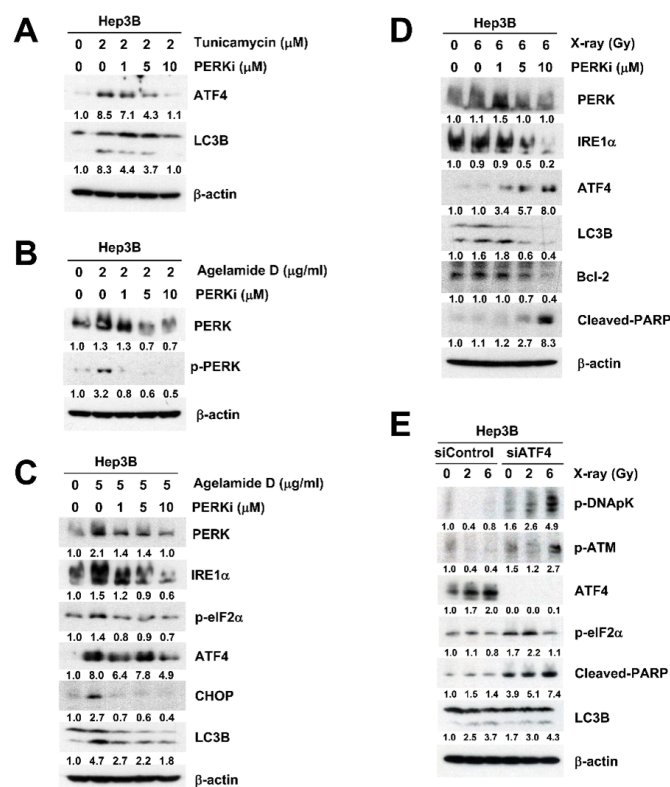 A
Hep3B
0 2 2 2 2 Tunicamycin (μM)
0 0 1 5 10 PERKi (μM)
ATF4
1.0 8.5 7.1 4.3 1.1
LC3B
1.0 8.3 4.4 3.7 1.0
β-actin
B
Hep3B
0 2 2 2 2 Agelamide D (μg/ml)
0 0 1 5 10 PERKi (μM)
PERK
1.0 1.3 1.3 0.7 0.7
p-PERK
1.0 3.2 0.8 0.6 0.5
β-actin
C
Hep3B
0 5 5 5 5 Agelamide D (μg/ml)
0 0 1 5 10 PERKi (μM)
PERK
1.0 2.1 1.4 1.4 1.0
IRE1α
1.0 1.5 1.2 0.9 0.6
p-eIF2α
1.0 1.4 0.8 0.9 0.7
ATF4
1.0 8.0 6.4 7.8 4.9
CHOP
1.0 2.7 0.7 0.6 0.4
LC3B
1.0 4.7 2.7 2.2 1.8
β-actin
D
Hep3B
0 6 6 6 6 X-ray (Gy)
0 0 1 5 10 PERKi (μM)
PERK
1.0 1.1 1.5 1.0 1.0
IRE1α
1.0 0.9 0.9 0.5 0.2
ATF4
1.0 1.0 3.4 5.7 8.0
LC3B
1.0 1.6 1.8 0.6 0.4
Bcl-2
1.0 1.0 1.0 0.7 0.4
Cleaved-PARP
1.0 1.1 1.2 2.7 8.3
β-actin
E
Hep3B
siControl siATF4
0 2 6 0 2 6 X-ray (Gy)
p-DNApK
1.0 0.4 0.8 1.6 2.6 4.9
p-ATM
1.0 0.4 0.4 1.5 1.2 2.7
ATF4
1.0 1.7 2.0 0.0 0.0 0.1
p-eIF2α
1.0 1.1 0.8 1.7 2.2 1.1
Cleaved-PARP
1.0 1.5 1.4 3.9 5.1 7.4
LC3B
1.0 2.5 3.7 1.7 3.0 4.3
β-actin